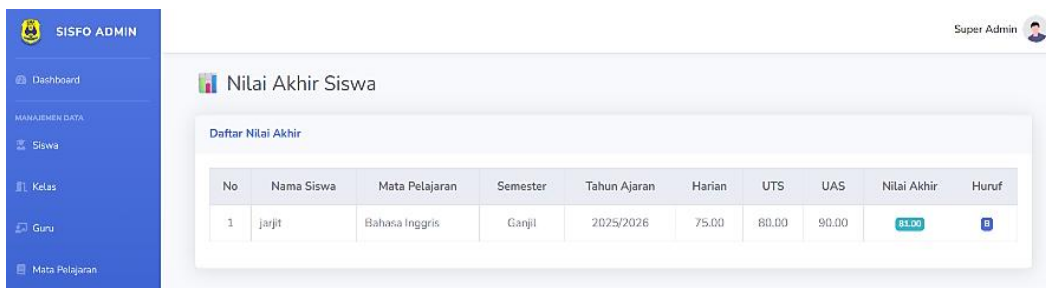 SISFO ADMIN
Super Admin
Dashboard
MANAJEMEN DATA
Siswa
Kelas
Guru
Mata Pelajaran
Nilai Akhir Siswa
Daftar Nilai Akhir
No Nama Siswa Mata Pelajaran Semester Tahun Ajaran Harian UTS UAS Nilai Akhir Huruf
1 jarjit Bahasa Inggris Ganjil 2025/2026 75.00 80.00 90.00 81.00 B